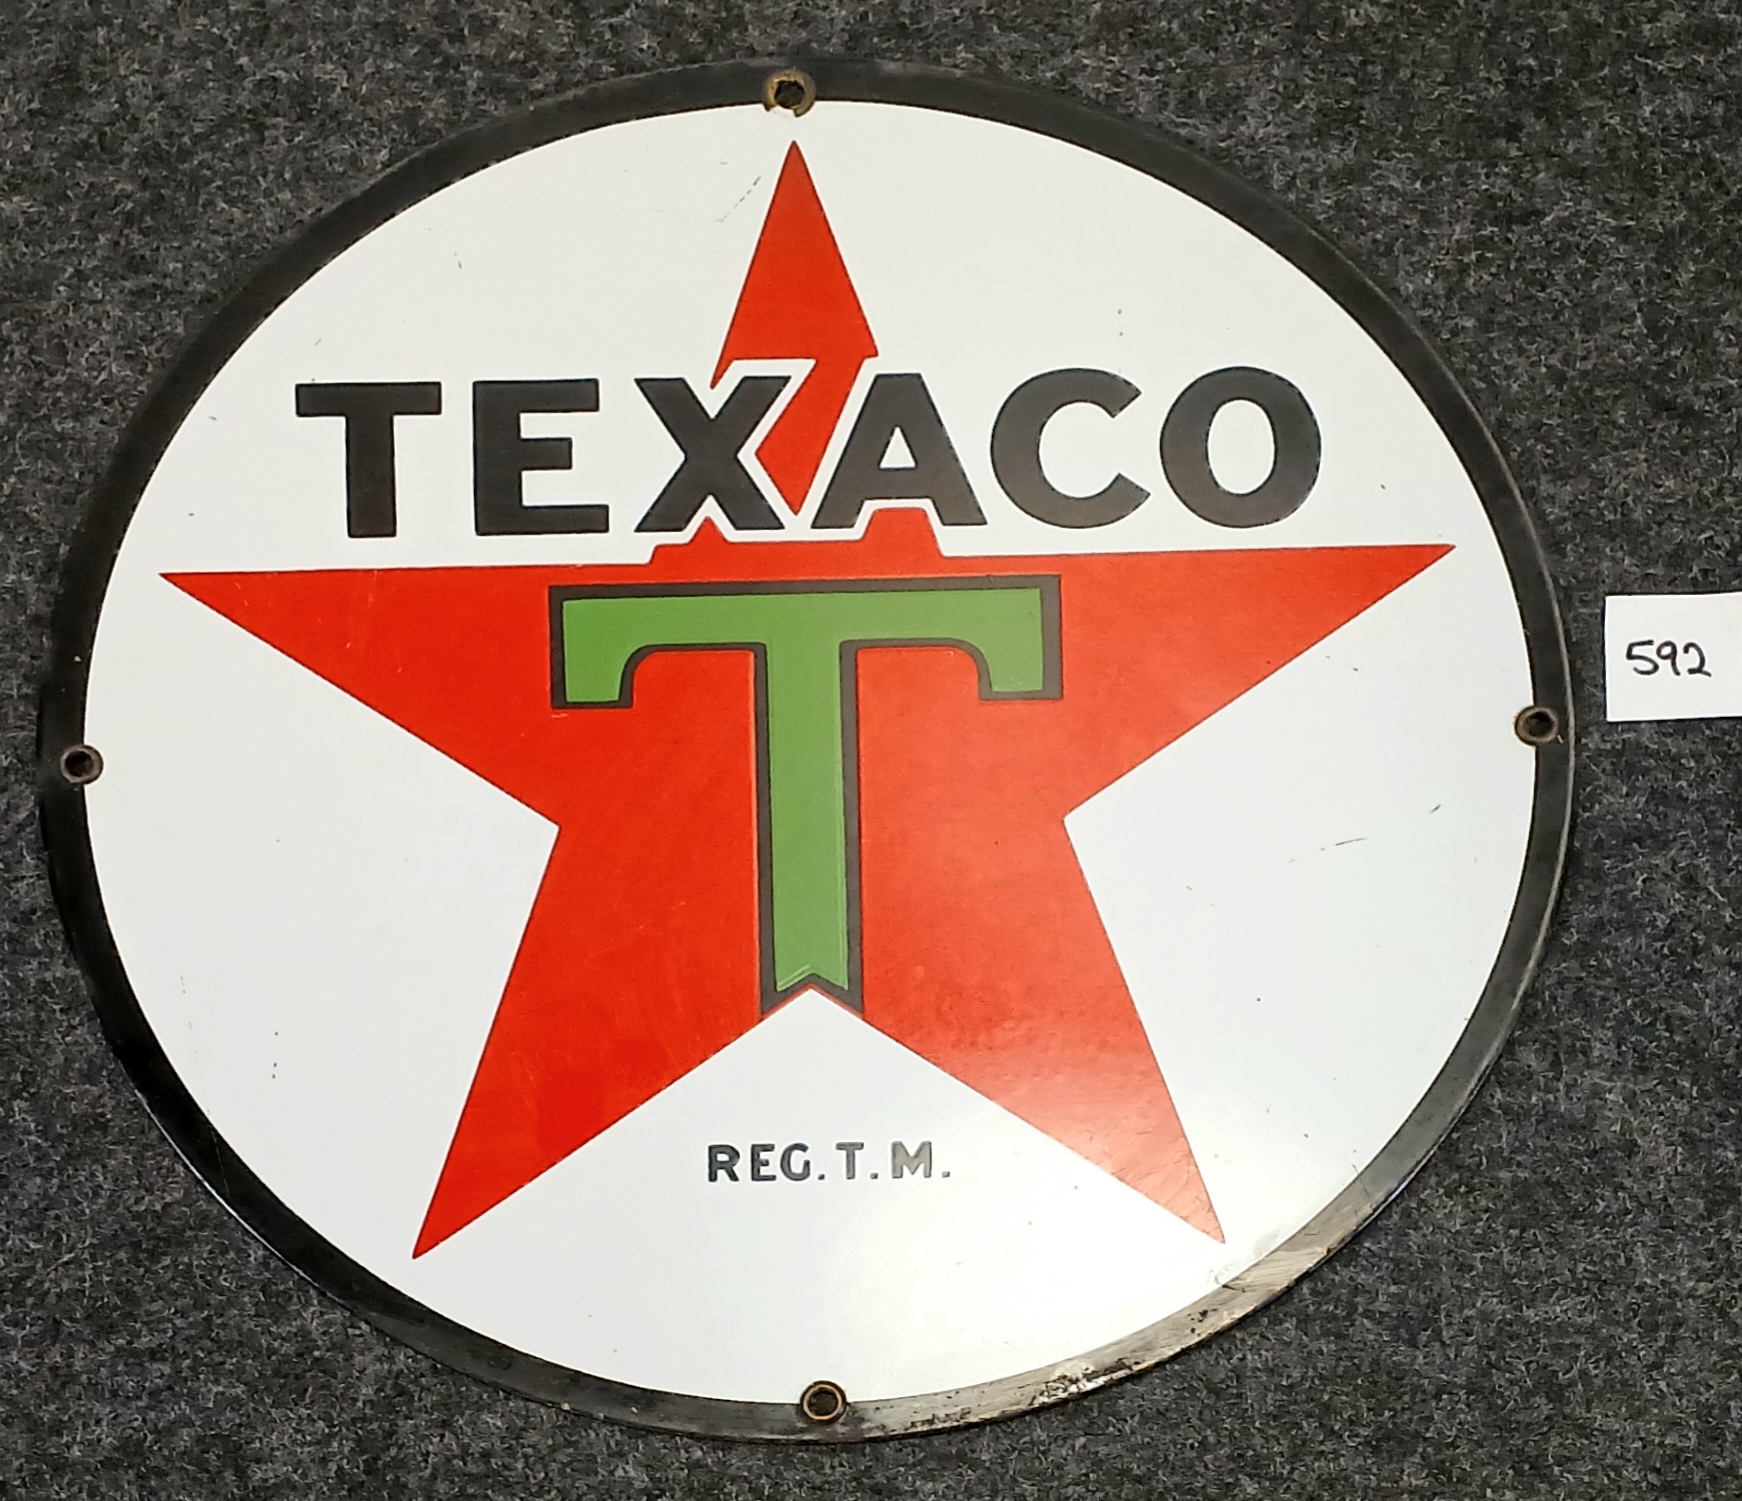 TEXACO
T
592
REG. T. M.